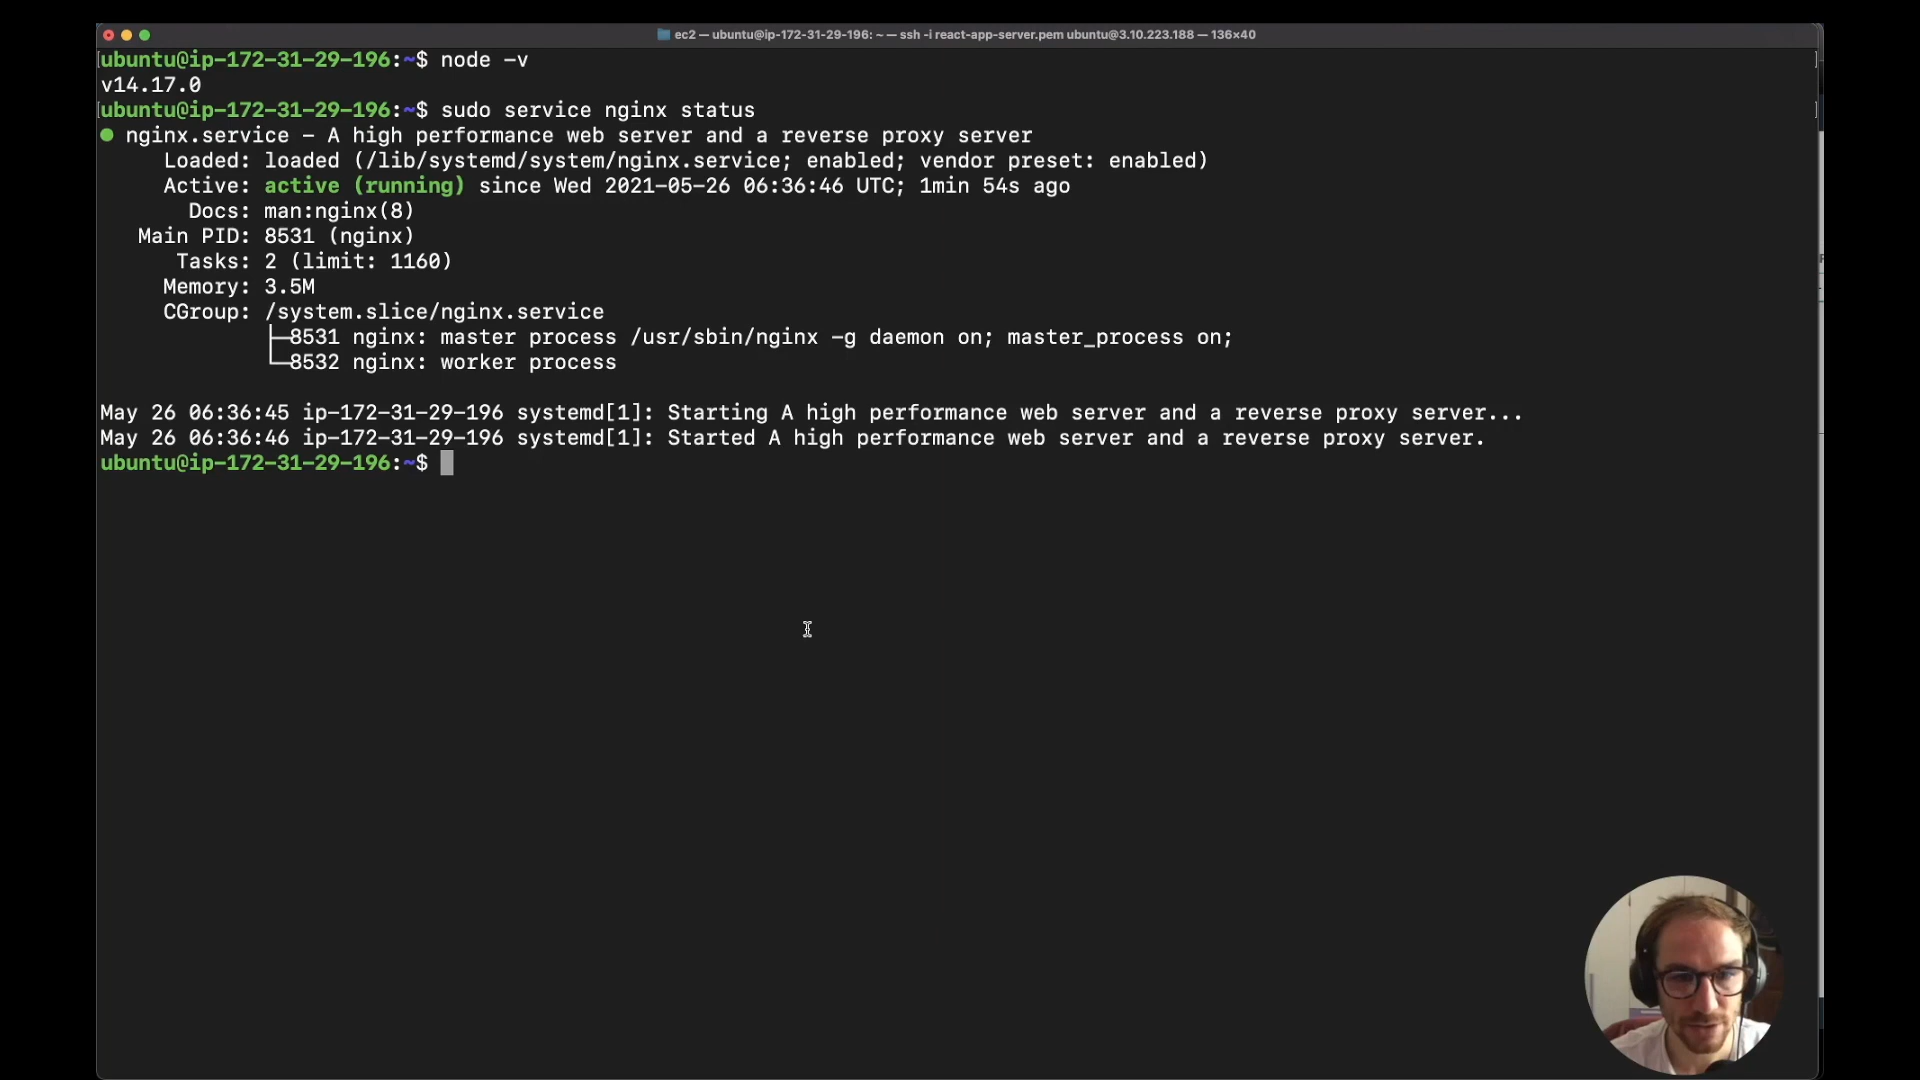 ec2 — ubuntu@ip-172-31-29-196: ~ — ssh -i react-app-server.pem ubuntu@3.10.223.188 — 136×40
[ubuntu@ip-172-31-29-196:~$ node -v ]
v14.17.0
[ubuntu@ip-172-31-29-196:~$ sudo service nginx status ]
● nginx.service - A high performance web server and a reverse proxy server
Loaded: loaded (/lib/systemd/system/nginx.service; enabled; vendor preset: enabled)
Active: active (running) since Wed 2021-05-26 06:36:46 UTC; 1min 54s ago
Docs: man:nginx(8)
Main PID: 8531 (nginx)
Tasks: 2 (limit: 1160)
Memory: 3.5M
CGroup: /system.slice/nginx.service
├─8531 nginx: master process /usr/sbin/nginx -g daemon on; master_process on;
└─8532 nginx: worker process
May 26 06:36:45 ip-172-31-29-196 systemd[1]: Starting A high performance web server and a reverse proxy server...
May 26 06:36:46 ip-172-31-29-196 systemd[1]: Started A high performance web server and a reverse proxy server.
ubuntu@ip-172-31-29-196:~$